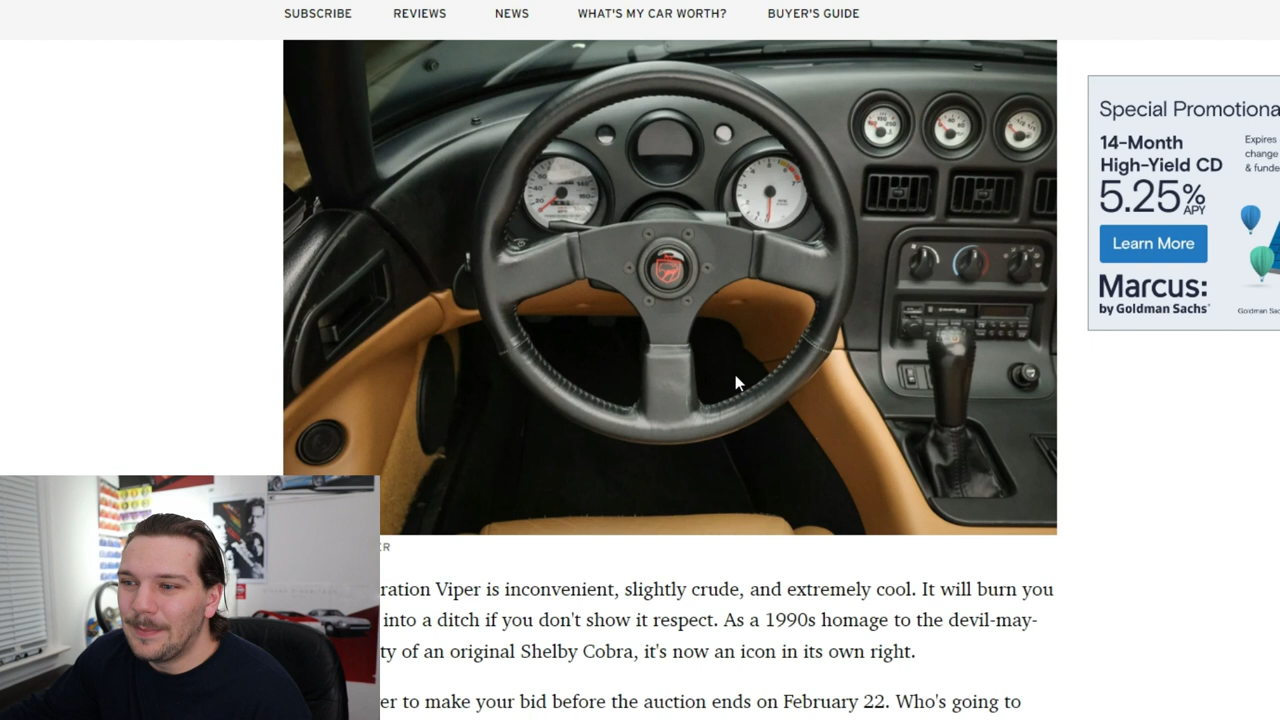 SUBSCRIBE REVIEWS NEWS WHAT'S MY CAR WORTH? BUYER'S GUIDE
Special Promotiona
14-Month
High-Yield CD
5.25%
APY
Expires
change
& funde
Learn More
Marcus:
by Goldman Sachs
Goldman Sac
ER
ration Viper is inconvenient, slightly crude, and extremely cool. It will burn you
into a ditch if you don't show it respect. As a 1990s homage to the devil-may-
ty of an original Shelby Cobra, it's now an icon in its own right.
er to make your bid before the auction ends on February 22. Who's going to